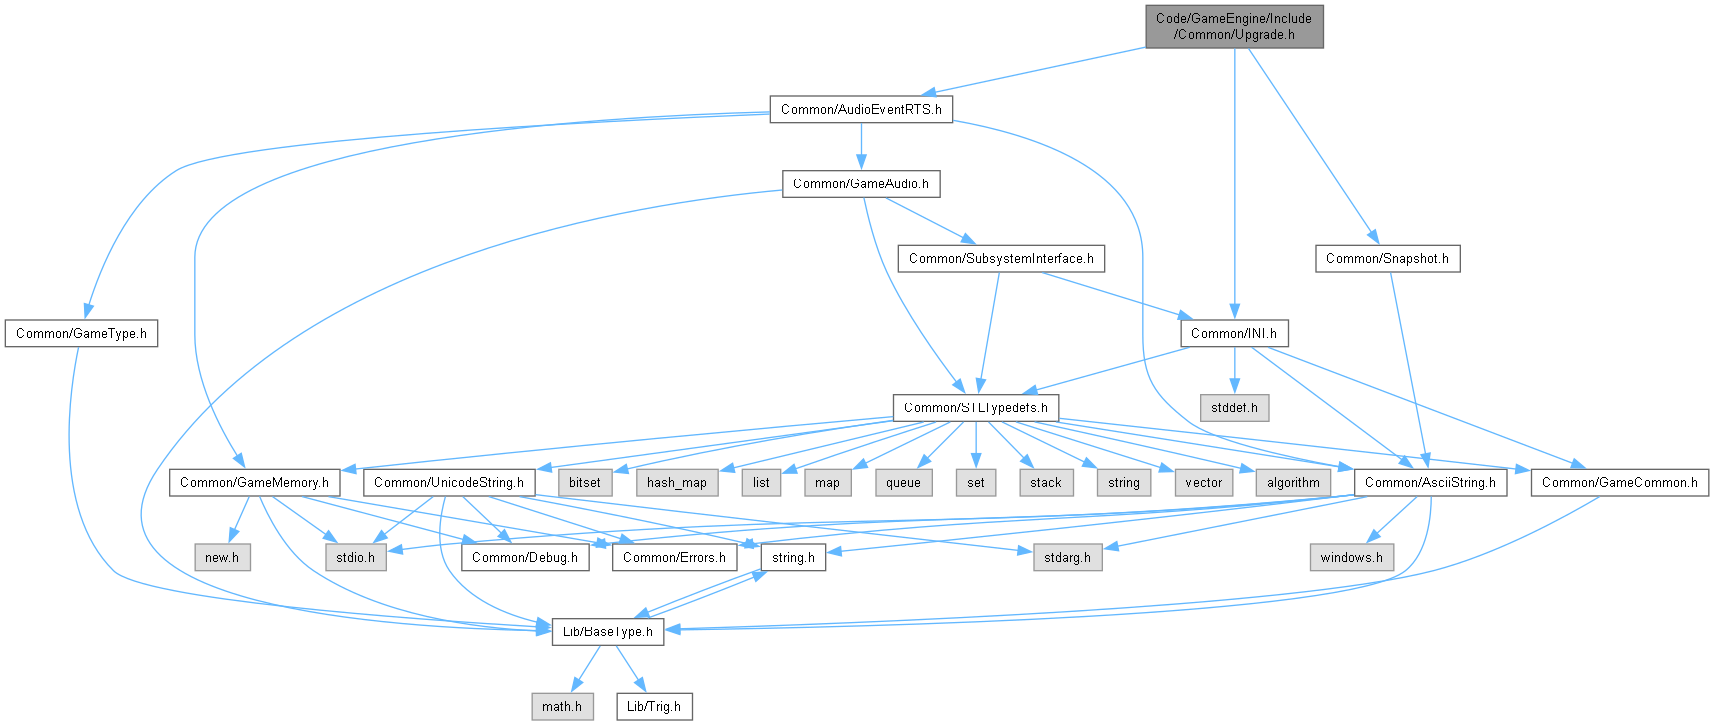 Code/GameEngine/Include
/Common/Upgrade.h
Common/AudioEventRTS.h
Common/GameAudio.h
Common/SubsystemInterface.h
Common/Snapshot.h
Common/GameType.h
Common/INI.h
Common/STLTypedefs.h
stddef.h
Common/GameMemory.h
Common/UnicodeString.h
bitset
hash_map
list
map
queue
set
stack
string
vector
algorithm
Common/AsciiString.h
Common/GameCommon.h
new.h
stdio.h
Common/Debug.h
Common/Errors.h
string.h
stdarg.h
windows.h
Lib/BaseType.h
math.h
Lib/Trig.h